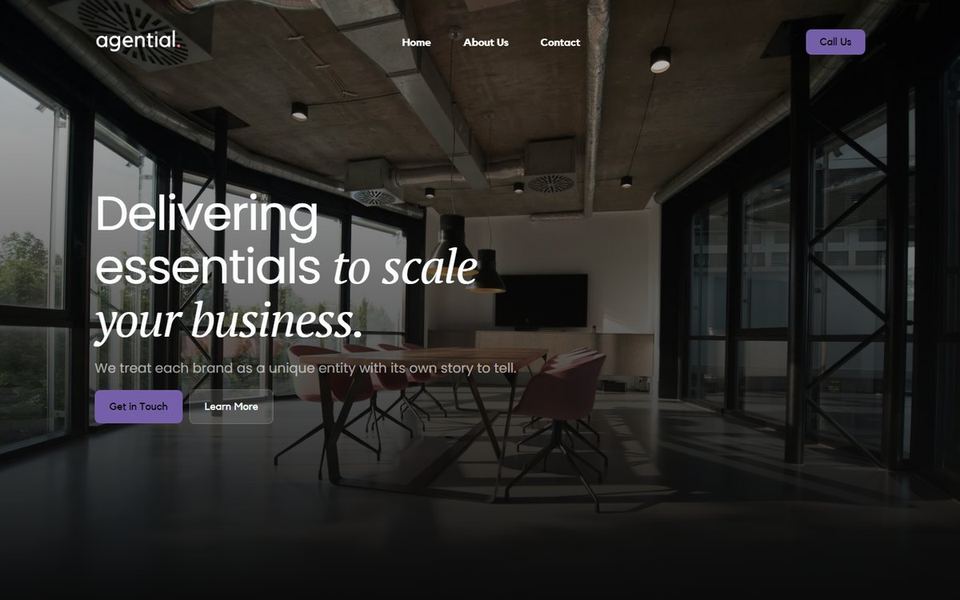 agential.
Home
About Us
Contact
Call Us
Delivering
essentials to scale
your business.
We treat each brand as a unique entity with its own story to tell.
Get in Touch
Learn More